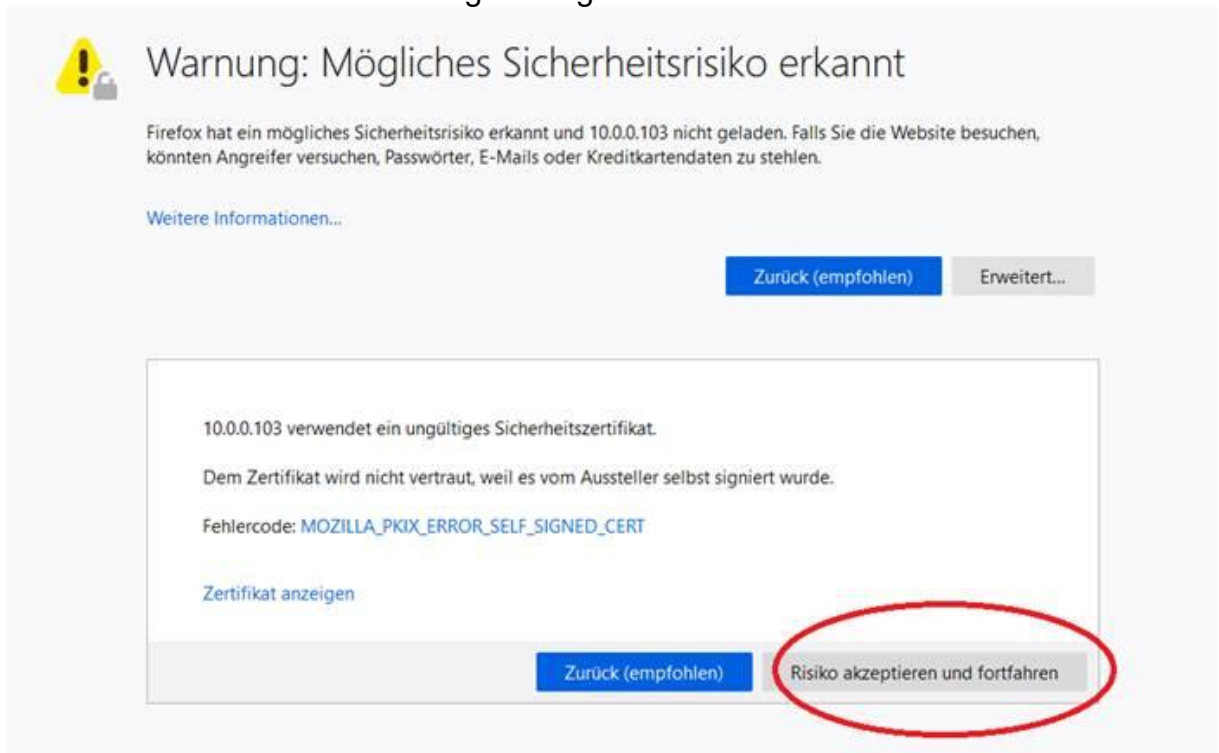 Warnung: Mögliches Sicherheitsrisiko erkannt
Firefox hat ein mögliches Sicherheitsrisiko erkannt und 10.0.0.103 nicht geladen. Falls Sie die Website besuchen,
könnten Angreifer versuchen, Passwörter, E-Mails oder Kreditkartendaten zu stehlen.
Weitere Informationen...
Zurück (empfohlen) Erweitert...
10.0.0.103 verwendet ein ungültiges Sicherheitszertifikat.
Dem Zertifikat wird nicht vertraut, weil es vom Aussteller selbst signiert wurde.
Fehlercode: MOZILLA_PKIX_ERROR_SELF_SIGNED_CERT
Zertifikat anzeigen
Zurück (empfohlen) Risiko akzeptieren und fortfahren